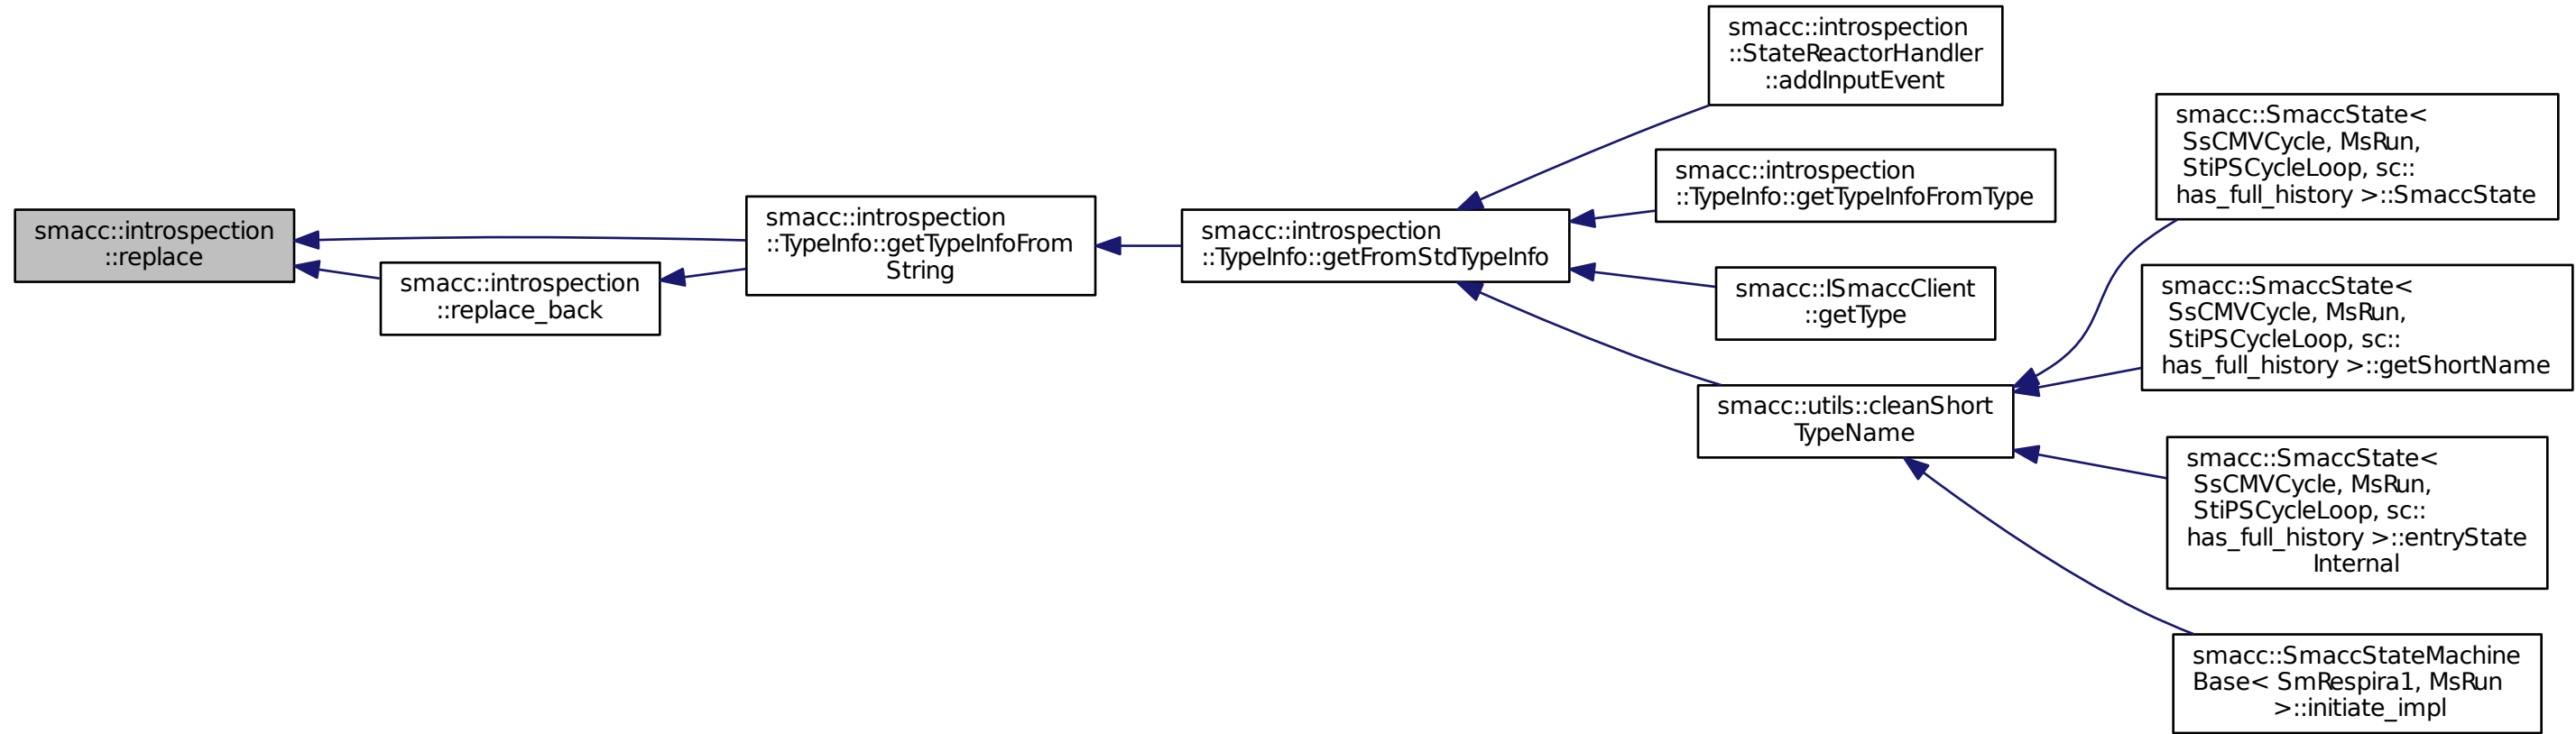 smacc::introspection
::replace
smacc::introspection
::replace_back
smacc::introspection
::TypeInfo::getTypeInfoFrom
String
smacc::introspection
::TypeInfo::getFromStdTypeInfo
smacc::introspection
::StateReactorHandler
::addInputEvent
smacc::introspection
::TypeInfo::getTypeInfoFromType
smacc::ISmaccClient
::getType
smacc::utils::cleanShort
TypeName
smacc::SmaccState<
SsCMVCycle, MsRun,
StiPSCycleLoop, sc::
has_full_history >::SmaccState
smacc::SmaccState<
SsCMVCycle, MsRun,
StiPSCycleLoop, sc::
has_full_history >::getShortName
smacc::SmaccState<
SsCMVCycle, MsRun,
StiPSCycleLoop, sc::
has_full_history >::entryState
Internal
smacc::SmaccStateMachine
Base< SmRespira1, MsRun
>::initiate_impl